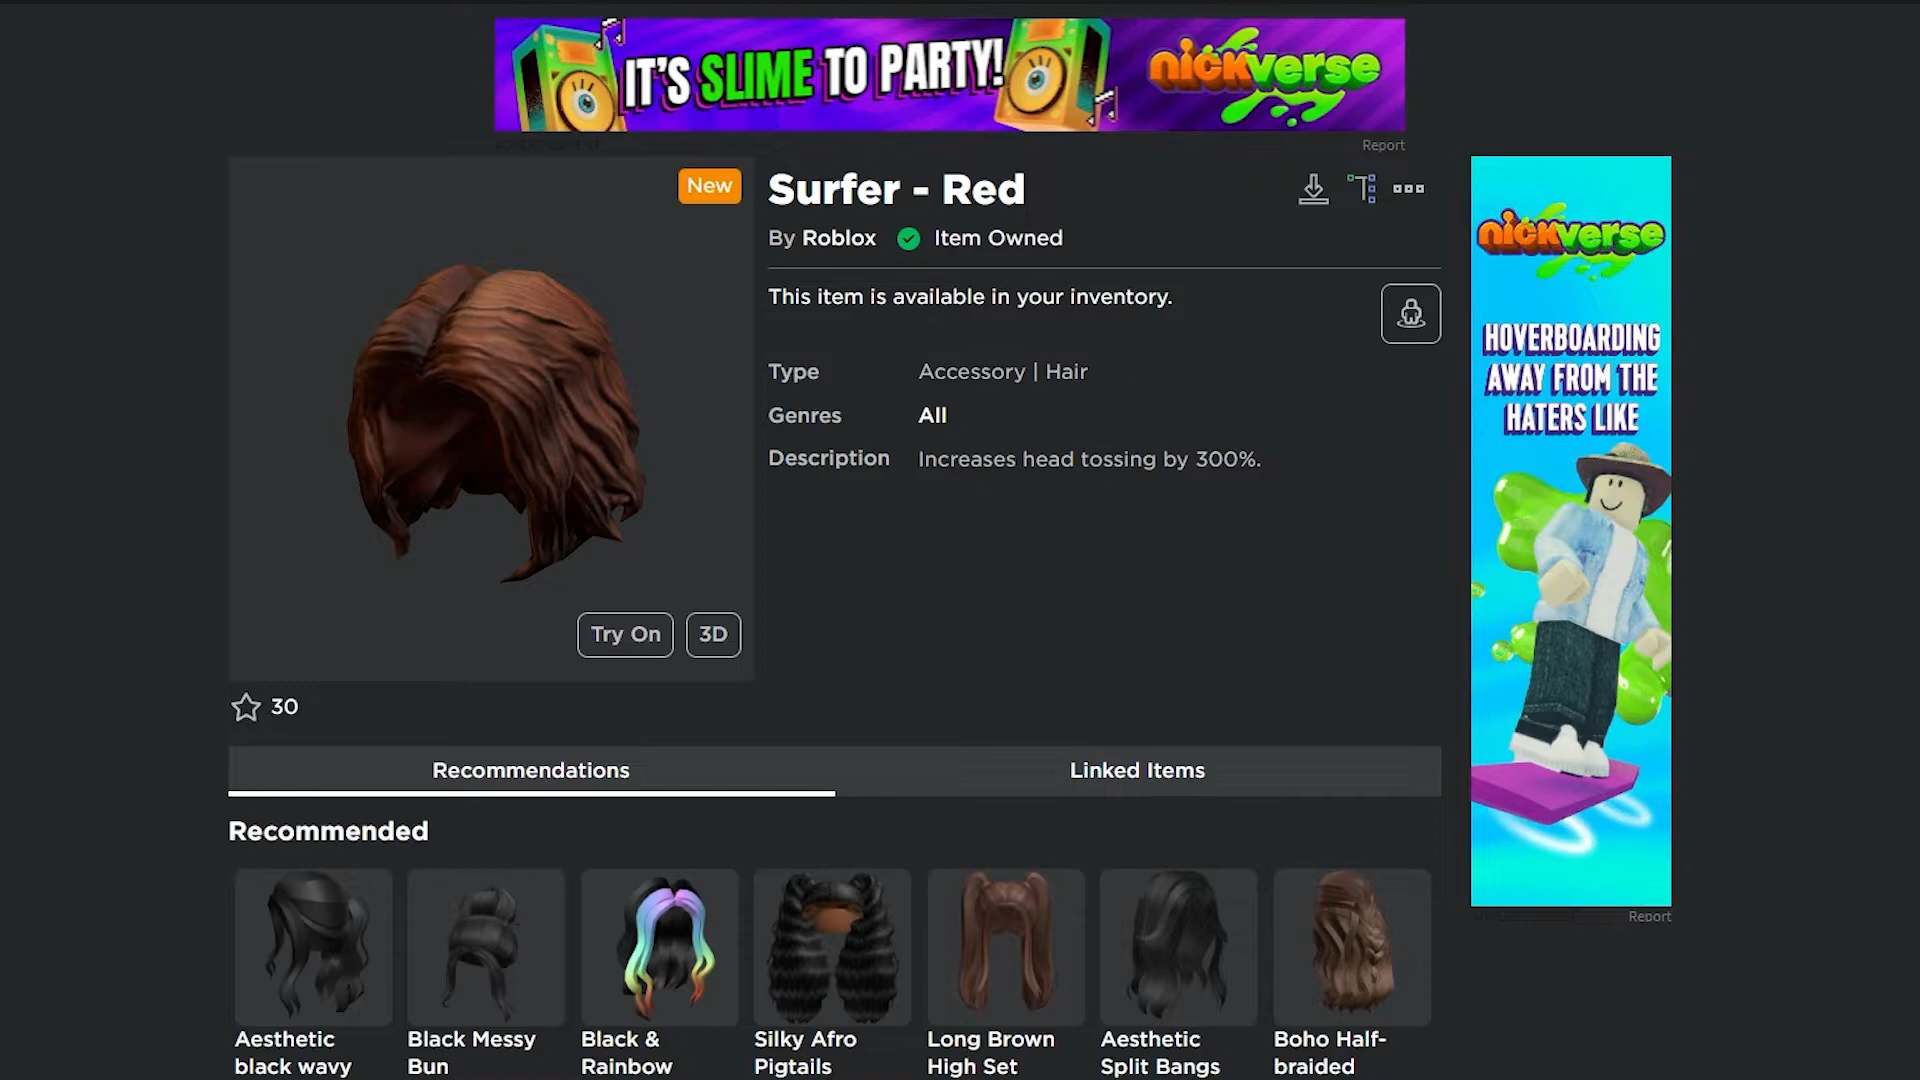 IT'S SLIME TO PARTY!
nickverse
Report
New
Surfer - Red
By Roblox Item Owned
This item is available in your inventory.
Type Accessory | Hair
Genres All
Description Increases head tossing by 300%.
Try On 3D
30
Recommendations Linked Items
Recommended
Aesthetic
black wavy
Black Messy
Bun
Black &
Rainbow
Silky Afro
Pigtails
Long Brown
High Set
Aesthetic
Split Bangs
Boho Half-
braided
nickverse
HOVERBOARDING
AWAY FROM THE
HATERS LIKE
Report